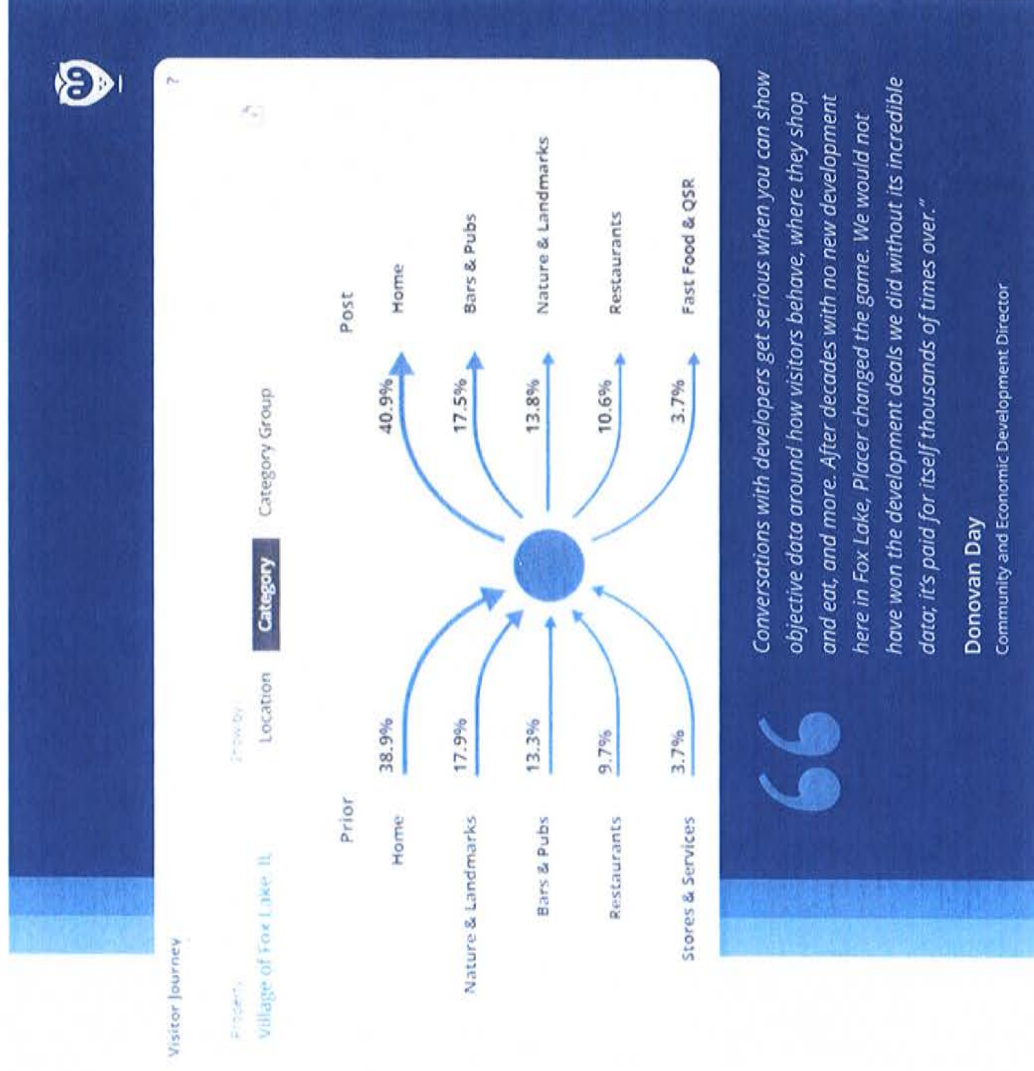 Visitor Journey
?
Property
Show by
Village of Fox Lake, IL
Location
Category
Category Group
Prior
Post
Home
38.9%
40.9%
Home
Nature & Landmarks
17.9%
17.5%
Bars & Pubs
Bars & Pubs
13.3%
13.8%
Nature & Landmarks
Restaurants
9.7%
10.6%
Restaurants
Stores & Services
3.7%
3.7%
Fast Food & QSR
“
Conversations with developers get serious when you can show
objective data around how visitors behave, where they shop
and eat, and more. After decades with no new development
here in Fox Lake, Placer changed the game. We would not
have won the development deals we did without its incredible
data; it's paid for itself thousands of times over."
Donovan Day
Community and Economic Development Director